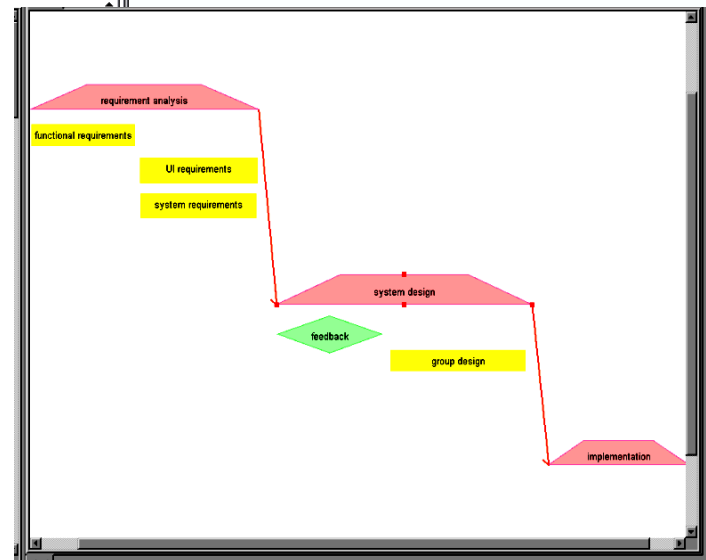 requirement analysis
functional requirements
UI requirements
system requirements
system design
feedback
group design
implementation